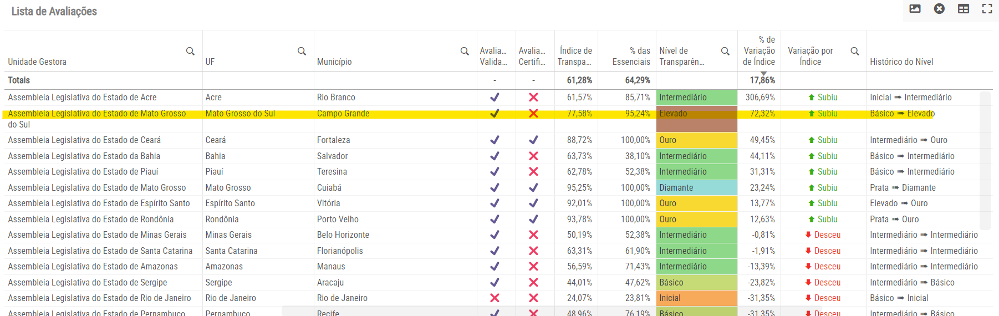 Lista de Avaliações
Unidade Gestora UF Município Avalia... Valida... Avalia... Certifi... Índice de Transpa... % das Essenciais Nível de Transparên... % de Variação de Índice Variação por Índice Histórico do Nível
Totais - - 61,28% 64,29% 17,86%
Assembleia Legislativa do Estado de Acre Acre Rio Branco 61,57% 85,71% Intermediário 306,69% Subiu Inicial ➠ Intermediário
Assembleia Legislativa do Estado de Mato Grosso do Sul Mato Grosso do Sul Campo Grande 77,58% 95,24% Elevado 72,32% Subiu Básico ➠ Elevado
Assembleia Legislativa do Estado de Ceará Ceará Fortaleza 88,72% 100,00% Ouro 49,45% Subiu Intermediário ➠ Ouro
Assembleia Legislativa do Estado da Bahia Bahia Salvador 63,73% 38,10% Intermediário 44,11% Subiu Básico ➠ Intermediário
Assembleia Legislativa do Estado de Piauí Piauí Teresina 62,78% 52,38% Intermediário 31,31% Subiu Básico ➠ Intermediário
Assembleia Legislativa do Estado de Mato Grosso Mato Grosso Cuiabá 95,25% 100,00% Diamante 23,24% Subiu Prata ➠ Diamante
Assembleia Legislativa do Estado de Espírito Santo Espírito Santo Vitória 92,01% 100,00% Ouro 13,77% Subiu Elevado ➠ Ouro
Assembleia Legislativa do Estado de Rondônia Rondônia Porto Velho 93,78% 100,00% Ouro 12,63% Subiu Prata ➠ Ouro
Assembleia Legislativa do Estado de Minas Gerais Minas Gerais Belo Horizonte 50,19% 52,38% Intermediário -0,81% Desceu Intermediário ➠ Intermediário
Assembleia Legislativa do Estado de Santa Catarina Santa Catarina Florianópolis 63,31% 61,90% Intermediário -1,91% Desceu Intermediário ➠ Intermediário
Assembleia Legislativa do Estado de Amazonas Amazonas Manaus 56,59% 71,43% Intermediário -13,39% Desceu Intermediário ➠ Intermediário
Assembleia Legislativa do Estado de Sergipe Sergipe Aracaju 44,01% 47,62% Básico -23,82% Desceu Intermediário ➠ Básico
Assembleia Legislativa do Estado de Rio de Janeiro Rio de Janeiro Rio de Janeiro 24,07% 23,81% Inicial -31,35% Desceu Básico ➠ Inicial
Assembleia Legislativa do Estado de Pernambuco Pernambuco Recife 48,96% 76,19% Básico -31,35% Desceu Intermediário ➠ Básico